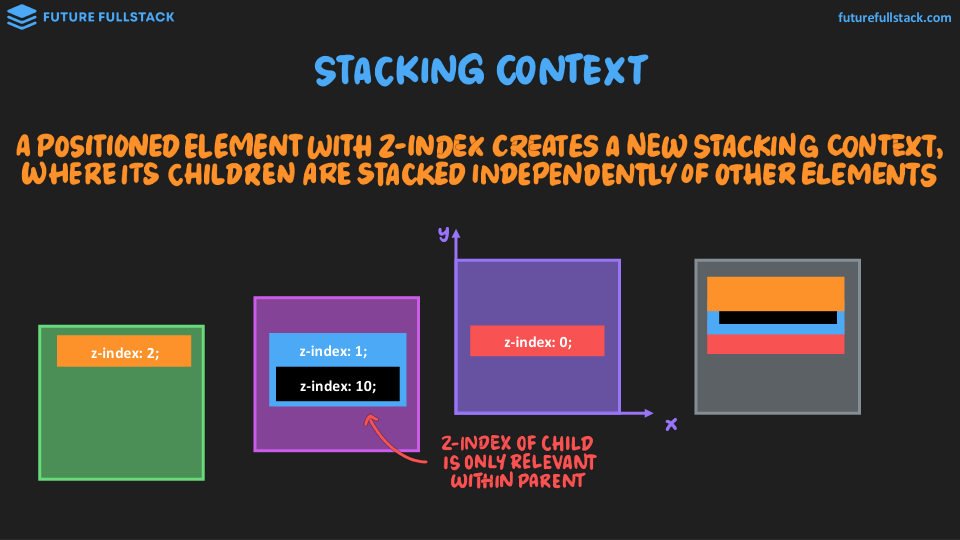 FUTURE FULLSTACK
futurefullstack.com
STACKING CONTEXT
A POSITIONED ELEMENT WITH Z-INDEX CREATES A NEW STACKING CONTEXT,
WHERE ITS CHILDREN ARE STACKED INDEPENDENTLY OF OTHER ELEMENTS
y
z-index: 2;
z-index: 1;
z-index: 10;
z-index: 0;
x
Z-INDEX OF CHILD
IS ONLY RELEVANT
WITHIN PARENT